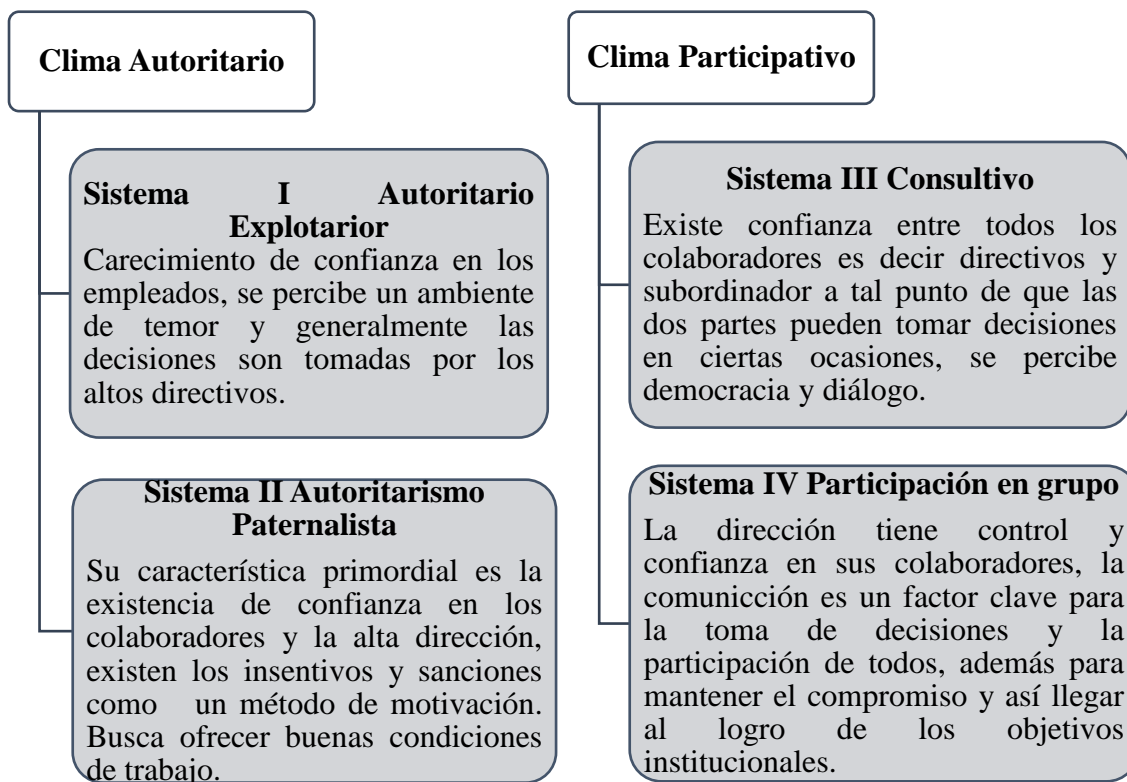 Clima Autoritario
Sistema I Autoritario
Explotarior
Carecimiento de confianza en los
empleados, se percibe un ambiente
de temor y generalmente las
decisiones son tomadas por los
altos directivos.
Sistema II Autoritarismo
Paternalista
Su característica primordial es la
existencia de confianza en los
colaboradores y la alta dirección,
existen los insentivos y sanciones
como un método de motivación.
Busca ofrecer buenas condiciones
de trabajo.
Clima Participativo
Sistema III Consultivo
Existe confianza entre todos los
colaboradores es decir directivos y
subordinador a tal punto de que las
dos partes pueden tomar decisiones
en ciertas ocasiones, se percibe
democracia y diálogo.
Sistema IV Participación en grupo
La dirección tiene control y
confianza en sus colaboradores, la
comunicción es un factor clave para
la toma de decisiones y la
participación de todos, además para
mantener el compromiso y así llegar
al logro de los objetivos
institucionales.